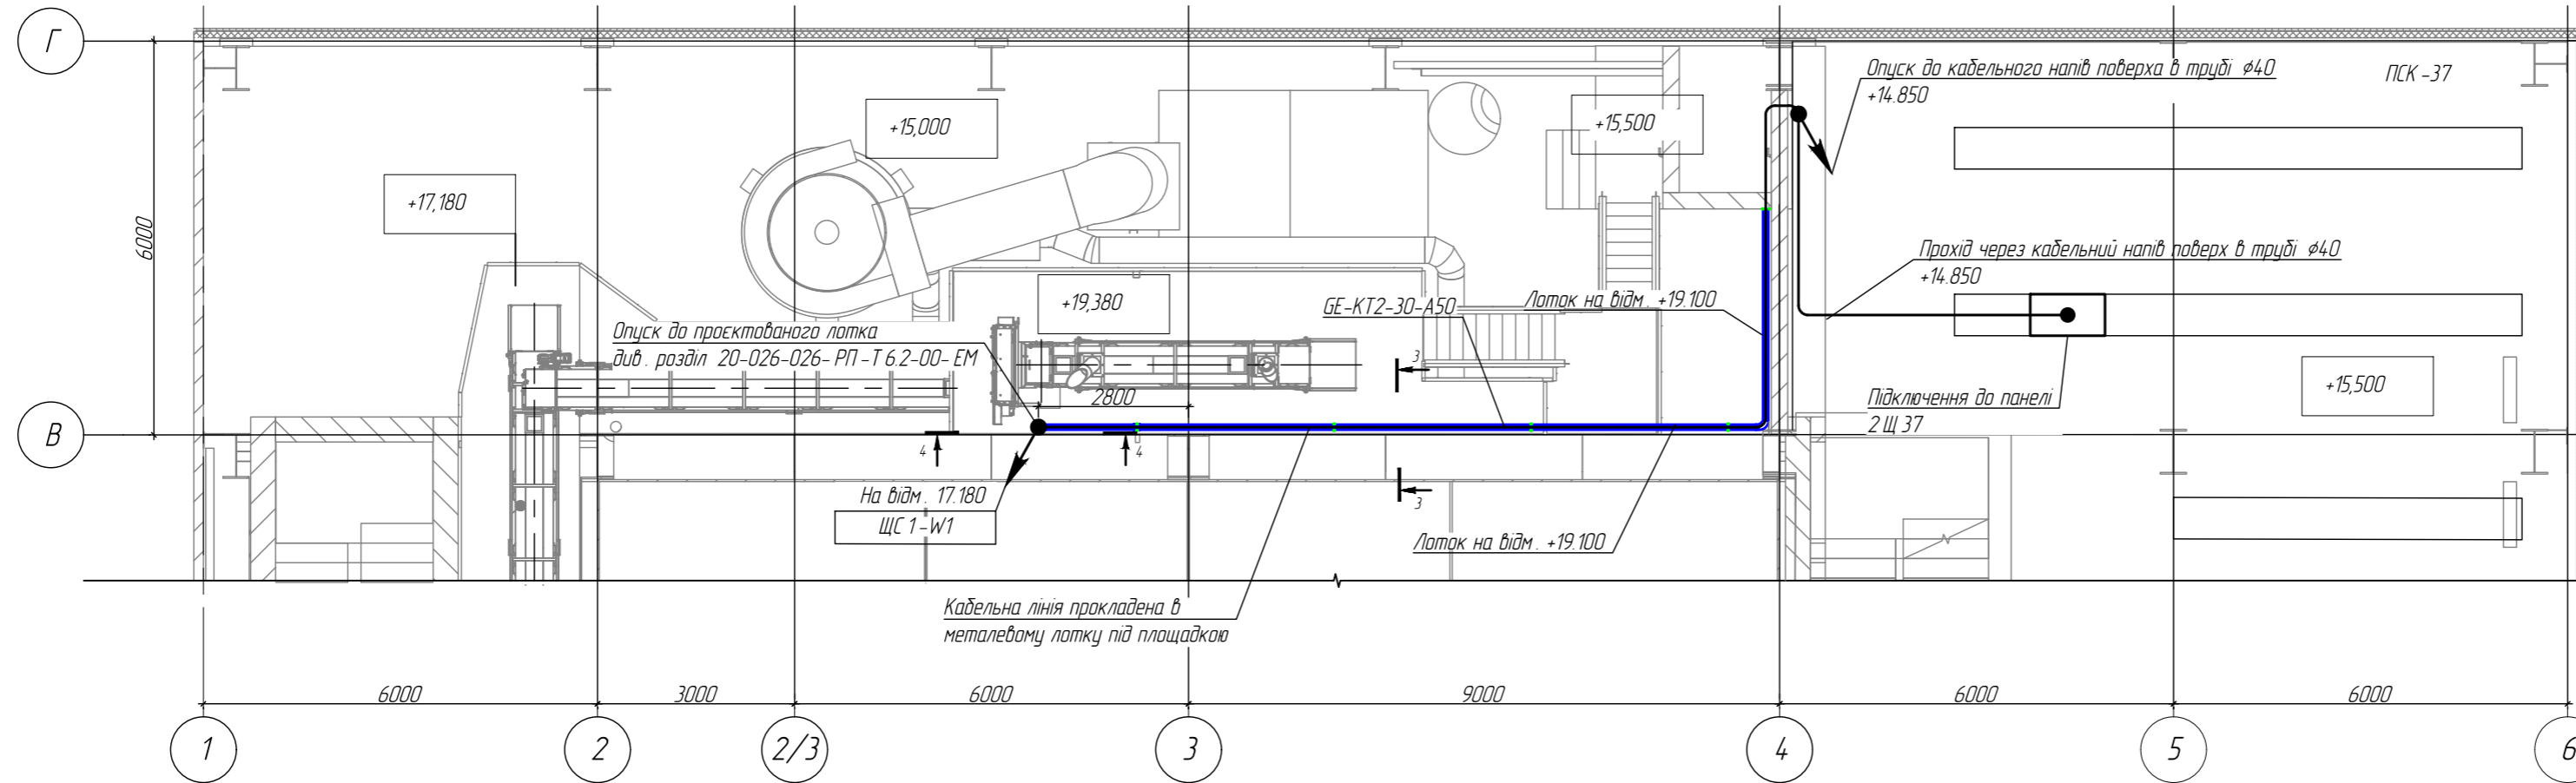 Г
Опуск до кабельного напів поверха в трубі ⌀40
+14.850
ПСК -37
+15,000
+15,500
+17,180
6000
Прохід через кабельний напів поверх в трубі ⌀40
+14.850
+19,380
GE-KT2-30-A50
Лоток на відм. +19.100
Опуск до проєктованого лотка
див. розділ 20-026-026- РП -Т 6.2-00- ЕМ
3
+15,500
2800
Підключення до панелі
2 Щ 37
В
4
4
На відм. 17.180
3
ЩС 1 -W1
Лоток на відм. +19.100
Кабельна лінія прокладена в
металевому лотку під площадкою
6000
3000
6000
9000
6000
6000
1
2
2/3
3
4
5
6